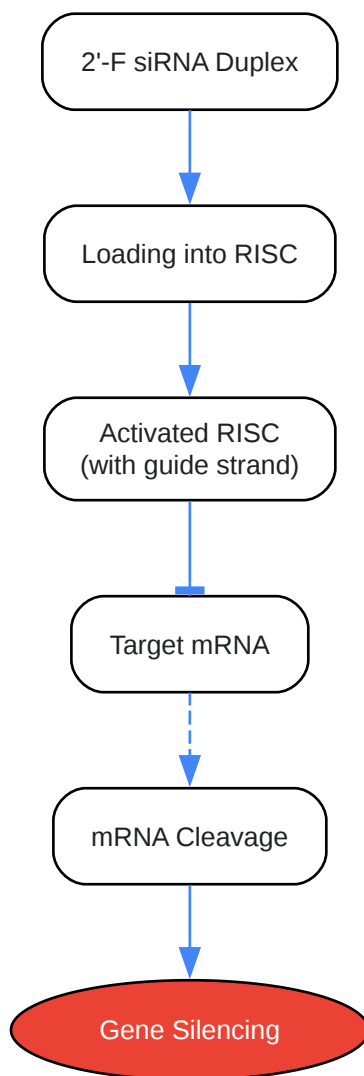 2'-F siRNA Duplex
Loading into RISC
Activated RISC
(with guide strand)
Target mRNA
mRNA Cleavage
Gene Silencing